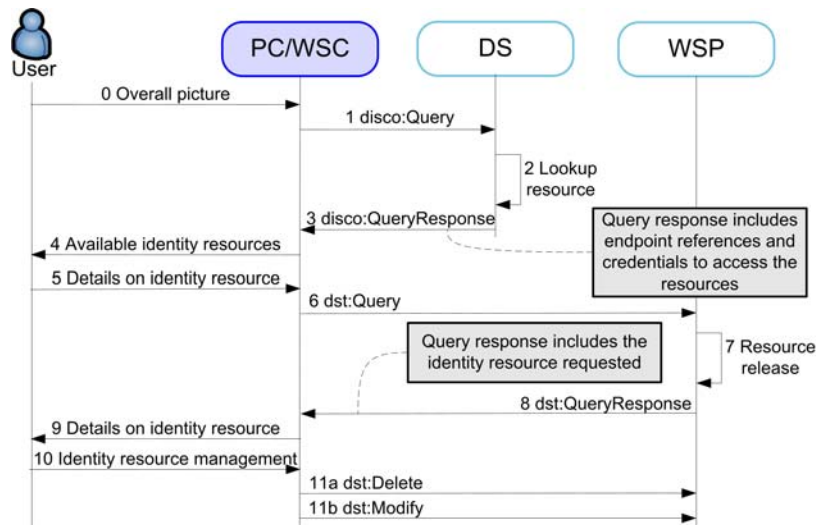 User
PC/WSC
DS
WSP
0 Overall picture
1 disco:Query
2 Lookup
resource
3 disco:QueryResponse
Query response includes
endpoint references and
credentials to access the
resources
4 Available identity resources
5 Details on identity resource
6 dst:Query
Query response includes the
identity resource requested
7 Resource
release
8 dst:QueryResponse
9 Details on identity resource
10 Identity resource management
11a dst:Delete
11b dst:Modify